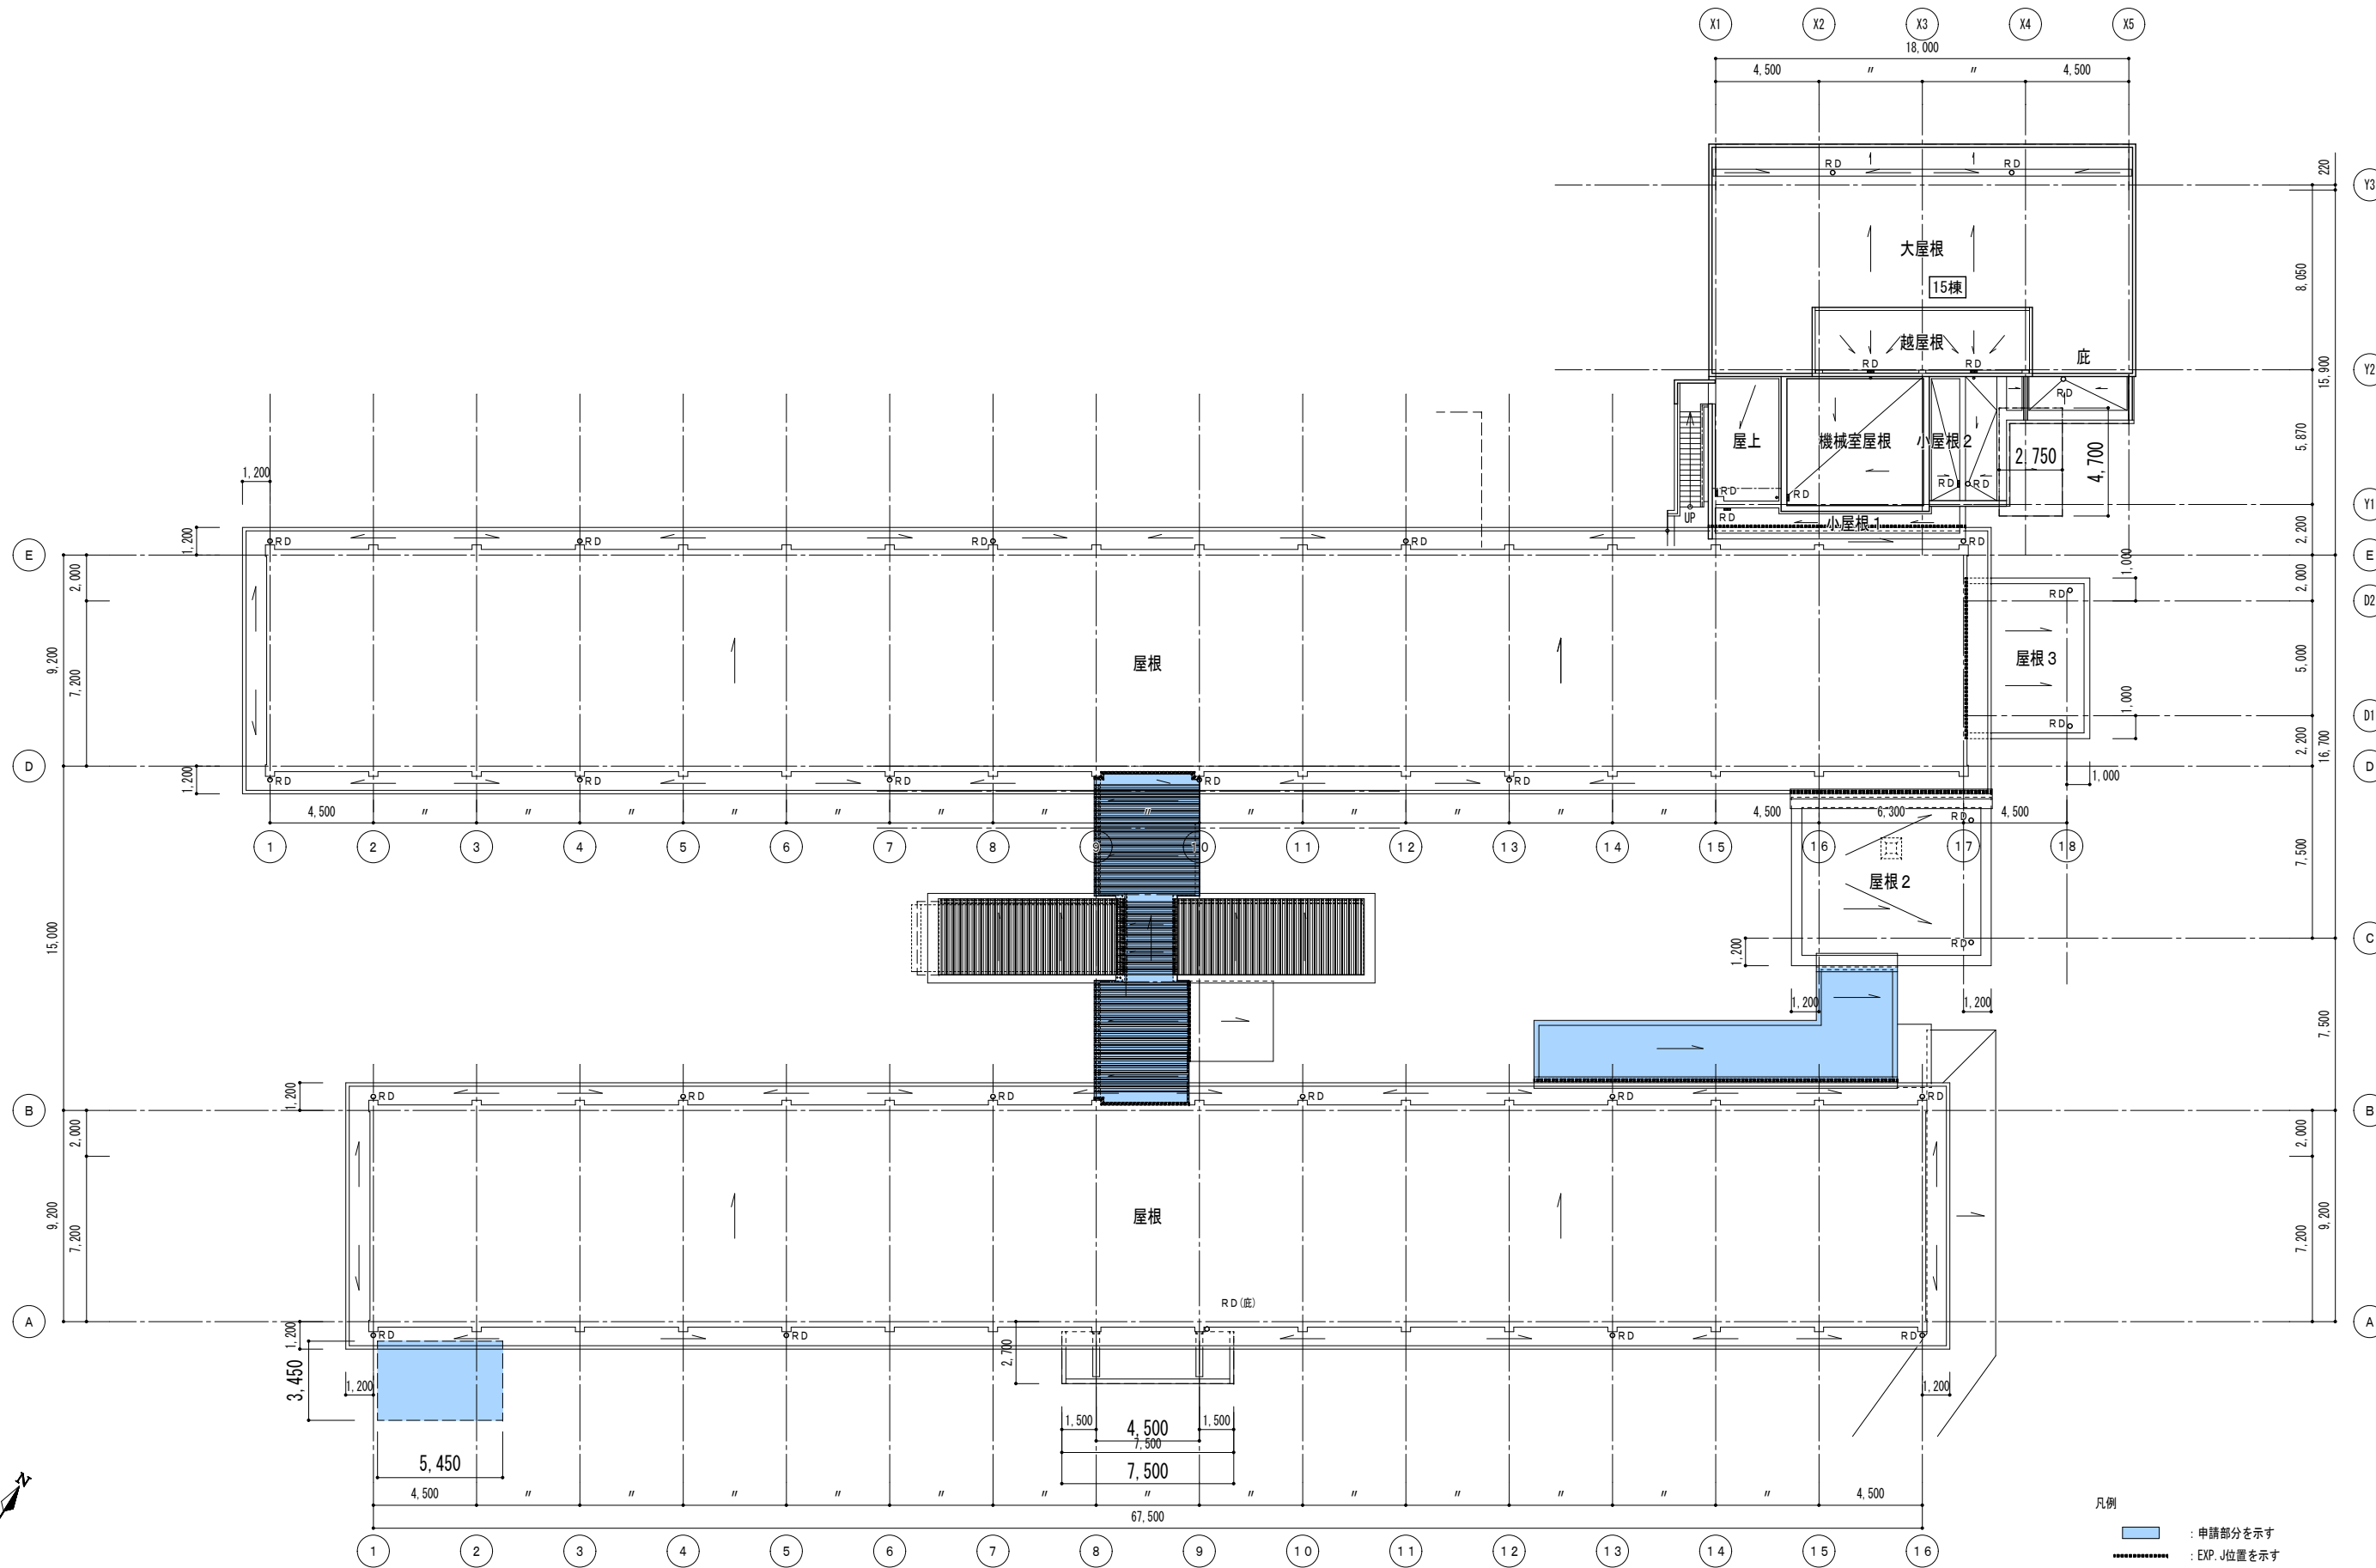 X1 X2 X3 X4 X5
18,000
4,500 〃 〃 4,500
RD RD
220
Y3
大屋根
15棟
8,050
越屋根
RD RD
庇
Y2
15,900
RD
屋上 機械室屋根 小屋根2
5,870
2,750
4,700
RD RD RD RD
Y1
UP
RD
小屋根1
2,200
1,200
1,200
E
RD RD RD RD RD
E
2,000
1,000
2,000
D2
RD
9,200
7,200
屋根
屋根3
5,000
1,000
RD
D1
2,200
16,700
D
1,200
RD RD RD RD RD
D
1,000
4,500 〃 〃 〃 〃 〃 〃 〃 〃 〃 〃 〃 〃 〃 4,500 6,300 4,500
1 2 3 4 5 6 7 8 9 10 11 12 13 14 15 16 17 18
RD
7,500
屋根2
15,000
1,200
RD
C
1,200 1,200
7,500
1,200
B
RD RD RD RD RD RD
B
2,000
2,000
9,200
7,200
屋根
7,200
9,200
RD(庇)
A
1,200
RD RD RD RD
A
3,450
1,200
2,700
1,200
1,500 4,500 1,500
7,500
5,450
7,500
4,500 〃 〃 〃 〃 〃 〃 〃 〃 〃 〃 〃 〃 〃 4,500
67,500
1 2 3 4 5 6 7 8 9 10 11 12 13 14 15 16
N
凡例
:申請部分を示す
:EXP.J位置を示す